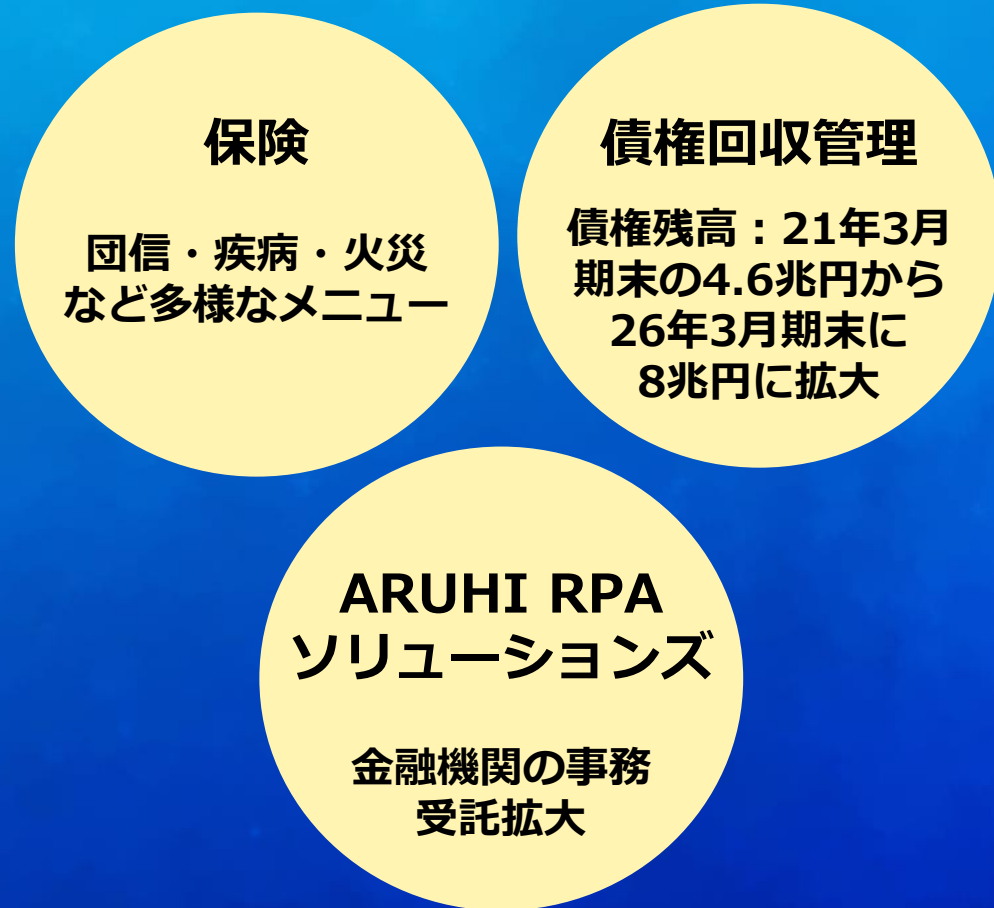 保険
団信・疾病・火災
など多様なメニュー
債権回収管理
債権残高：21年3月
期末の4.6兆円から
26年3月期末に
8兆円に拡大
ARUHI RPA
ソリューションズ
金融機関の事務
受託拡大